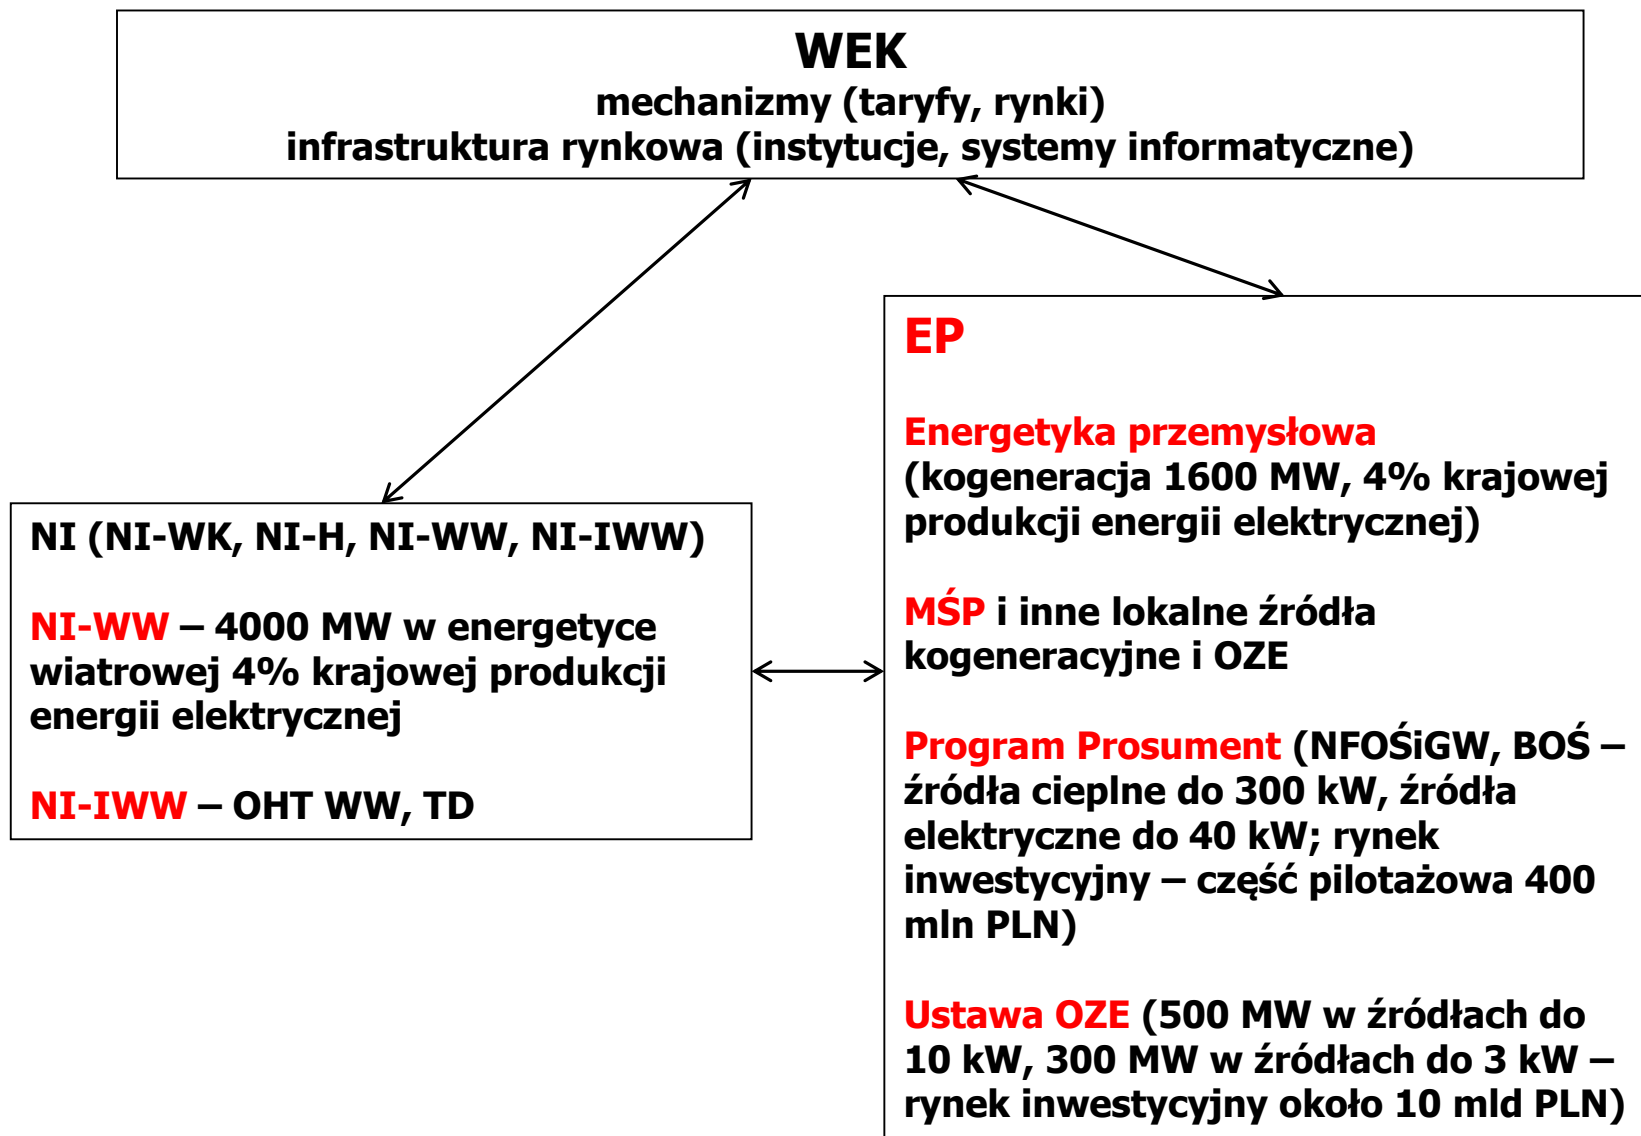 WEK
mechanizmy (taryfy, rynki)
infrastruktura rynkowa (instytucje, systemy informatyczne)
NI (NI-WK, NI-H, NI-WW, NI-IWW)
NI-WW – 4000 MW w energetyce
wiatrowej 4% krajowej produkcji
energii elektrycznej
NI-IWW – OHT WW, TD
EP
Energetyka przemysłowa
(kogeneracja 1600 MW, 4% krajowej
produkcji energii elektrycznej)
MŚP i inne lokalne źródła
kogeneracyjne i OZE
Program Prosument (NFOŚiGW, BOŚ –
źródła cieplne do 300 kW, źródła
elektryczne do 40 kW; rynek
inwestycyjny – część pilotażowa 400
mln PLN)
Ustawa OZE (500 MW w źródłach do
10 kW, 300 MW w źródłach do 3 kW –
rynek inwestycyjny około 10 mld PLN)